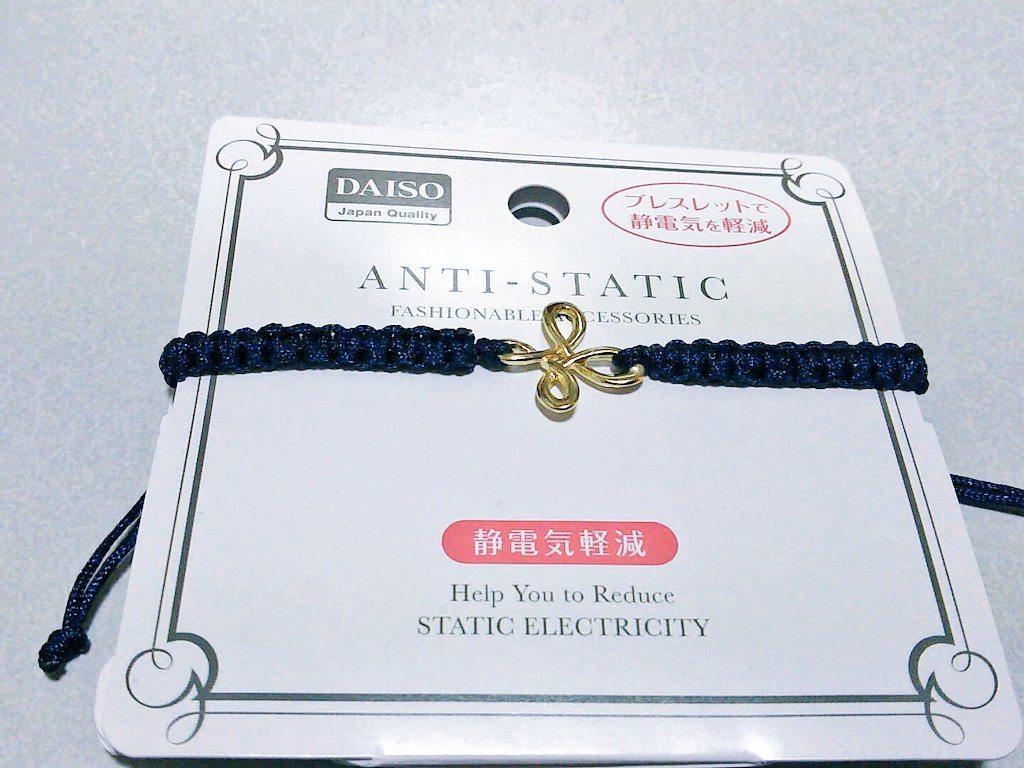 DAISO
Japan Quality
ブレスレットで
静電気を軽減
ANTI-STATIC
FASHIONABLE
静電気軽減
Help You to Reduce
STATIC ELECTRICITY